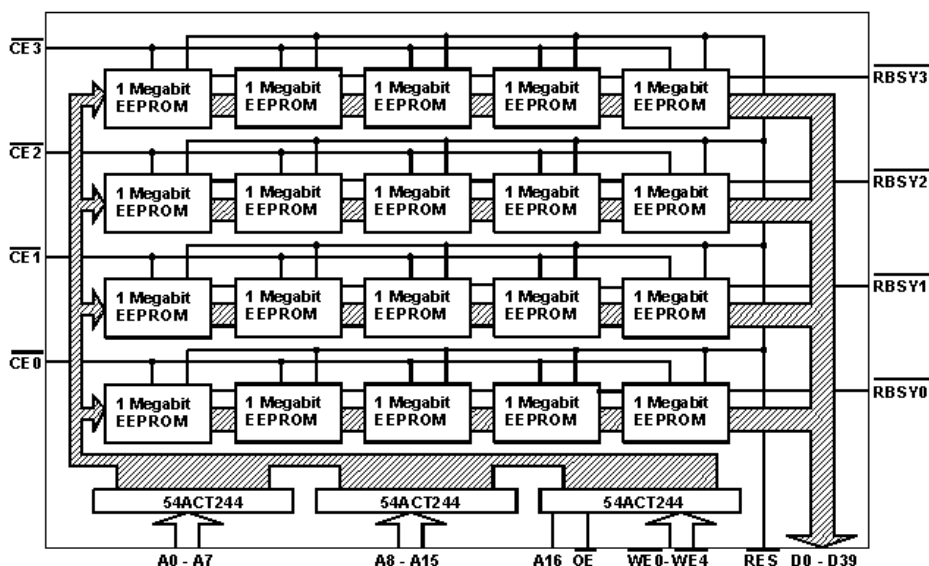 CE3
1 Megabit 1 Megabit 1 Megabit 1 Megabit 1 Megabit
EEPROM EEPROM EEPROM EEPROM EEPROM
RBSY3
CE2
1 Megabit 1 Megabit 1 Megabit 1 Megabit 1 Megabit
EEPROM EEPROM EEPROM EEPROM EEPROM
RBSY2
CE1
1 Megabit 1 Megabit 1 Megabit 1 Megabit 1 Megabit
EEPROM EEPROM EEPROM EEPROM EEPROM
RBSY1
CE0
1 Megabit 1 Megabit 1 Megabit 1 Megabit 1 Megabit
EEPROM EEPROM EEPROM EEPROM EEPROM
RBSY0
54ACT244 54ACT244 54ACT244
A0 - A7 A8 - A15 A16 OE WE0-WE4 RES D0 - D39